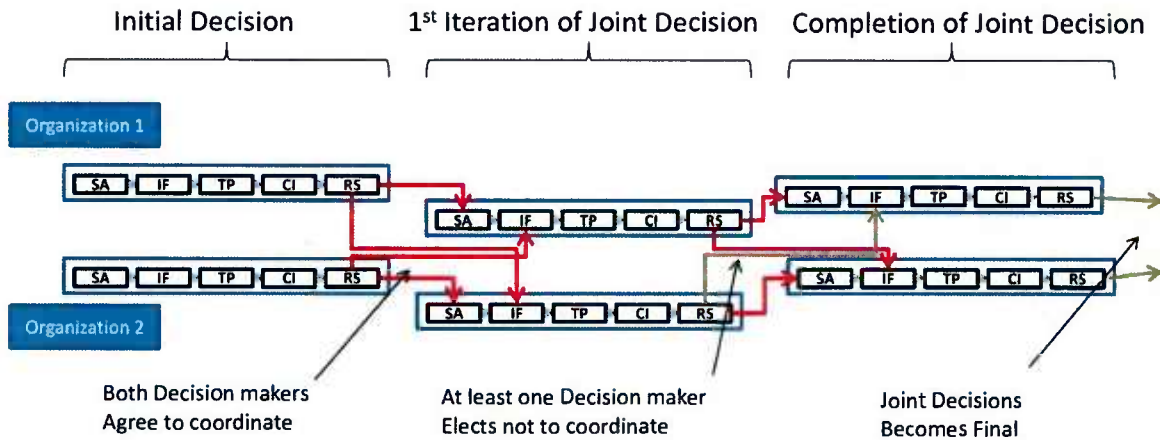 Initial Decision
1st Iteration of Joint Decision
Completion of Joint Decision
Organization 1
SA IF TP CI RS
SA IF TP CI RS
SA IF TP CI RS
SA IF TP CI RS
SA IF TP CI RS
SA IF TP CI RS
Organization 2
Both Decision makers
Agree to coordinate
At least one Decision maker
Elects not to coordinate
Joint Decisions
Becomes Final